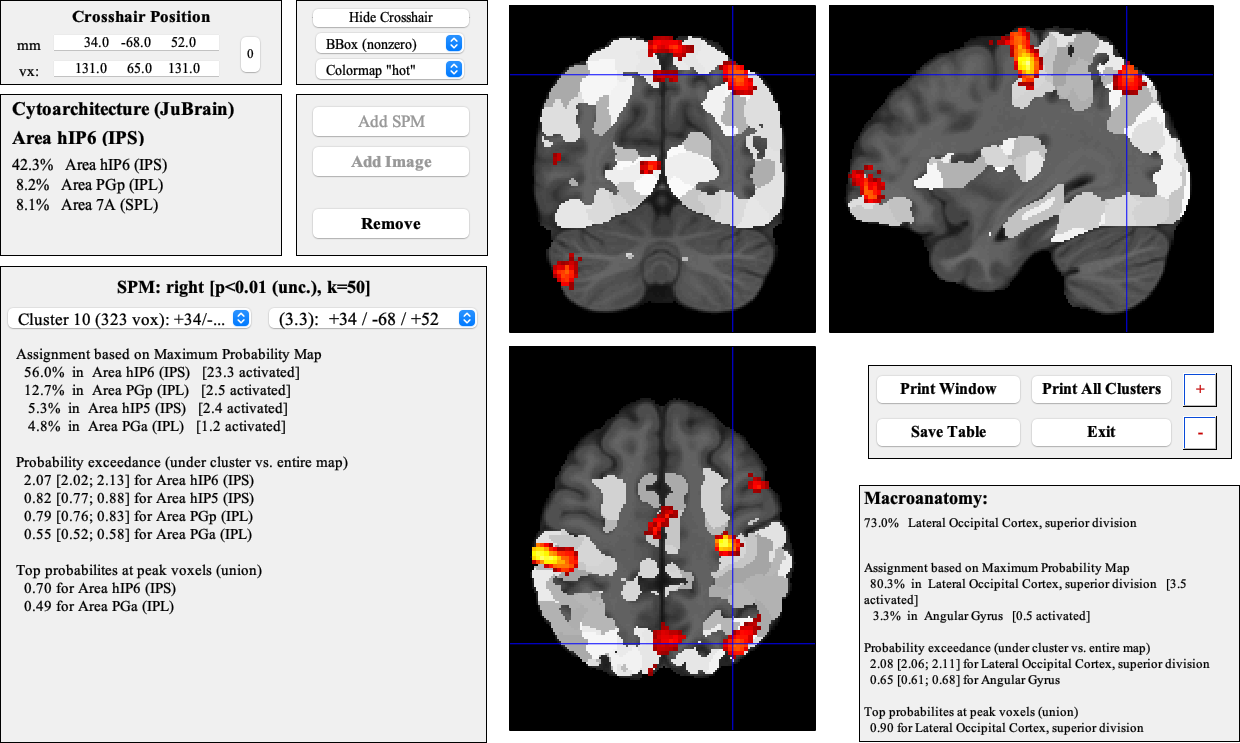 Crosshair Position
mm 34.0 -68.0 52.0
vx: 131.0 65.0 131.0
0
Hide Crosshair
BBox (nonzero)
Colormap "hot"
Cytoarchitecture (JuBrain)
Area hIP6 (IPS)
42.3% Area hIP6 (IPS)
8.2% Area PGp (IPL)
8.1% Area 7A (SPL)
Add SPM
Add Image
Remove
SPM: right [p<0.01 (unc.), k=50]
Cluster 10 (323 vox): +34/-...
(3.3): +34 / -68 / +52
Assignment based on Maximum Probability Map
56.0% in Area hIP6 (IPS) [23.3 activated]
12.7% in Area PGp (IPL) [2.5 activated]
5.3% in Area hIP5 (IPS) [2.4 activated]
4.8% in Area PGa (IPL) [1.2 activated]
Probability exceedance (under cluster vs. entire map)
2.07 [2.02; 2.13] for Area hIP6 (IPS)
0.82 [0.77; 0.88] for Area hIP5 (IPS)
0.79 [0.76; 0.83] for Area PGp (IPL)
0.55 [0.52; 0.58] for Area PGa (IPL)
Top probabilites at peak voxels (union)
0.70 for Area hIP6 (IPS)
0.49 for Area PGa (IPL)
Print Window
Print All Clusters
+
Save Table
Exit
-
Macroanatomy:
73.0% Lateral Occipital Cortex, superior division
Assignment based on Maximum Probability Map
80.3% in Lateral Occipital Cortex, superior division [3.5
activated]
3.3% in Angular Gyrus [0.5 activated]
Probability exceedance (under cluster vs. entire map)
2.08 [2.06; 2.11] for Lateral Occipital Cortex, superior division
0.65 [0.61; 0.68] for Angular Gyrus
Top probabilites at peak voxels (union)
0.90 for Lateral Occipital Cortex, superior division